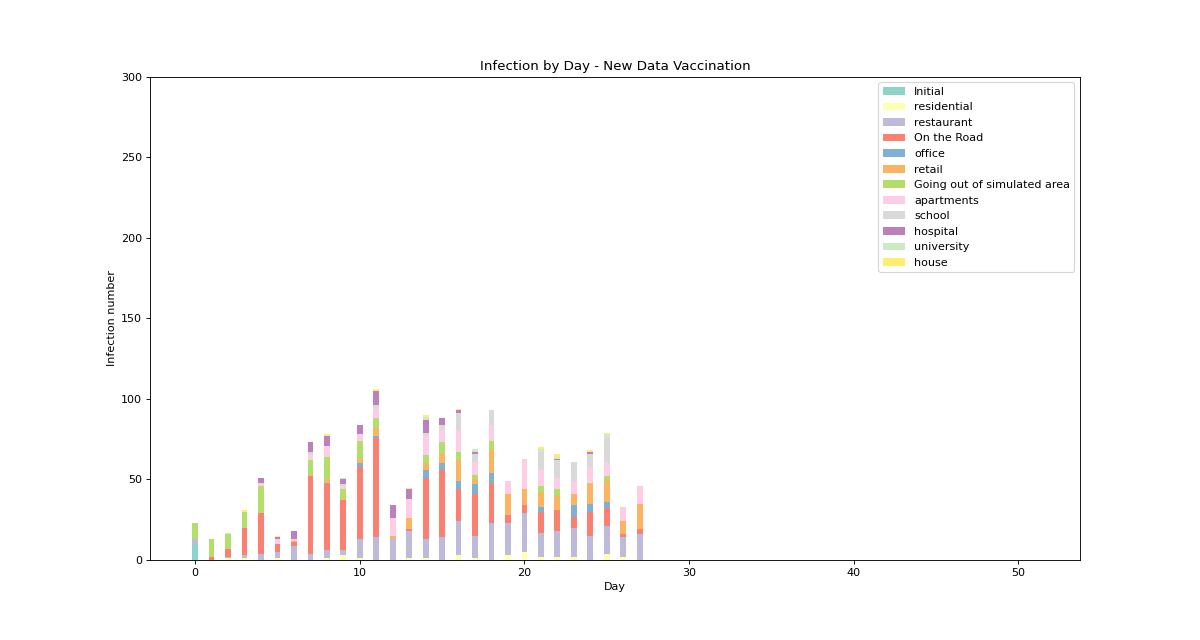 Infection by Day - New Data Vaccination
300
250
200
150
100
50
0
Infection number
0 10 20 30 40 50
Day
Initial
residential
restaurant
On the Road
office
retail
Going out of simulated area
apartments
school
hospital
university
house